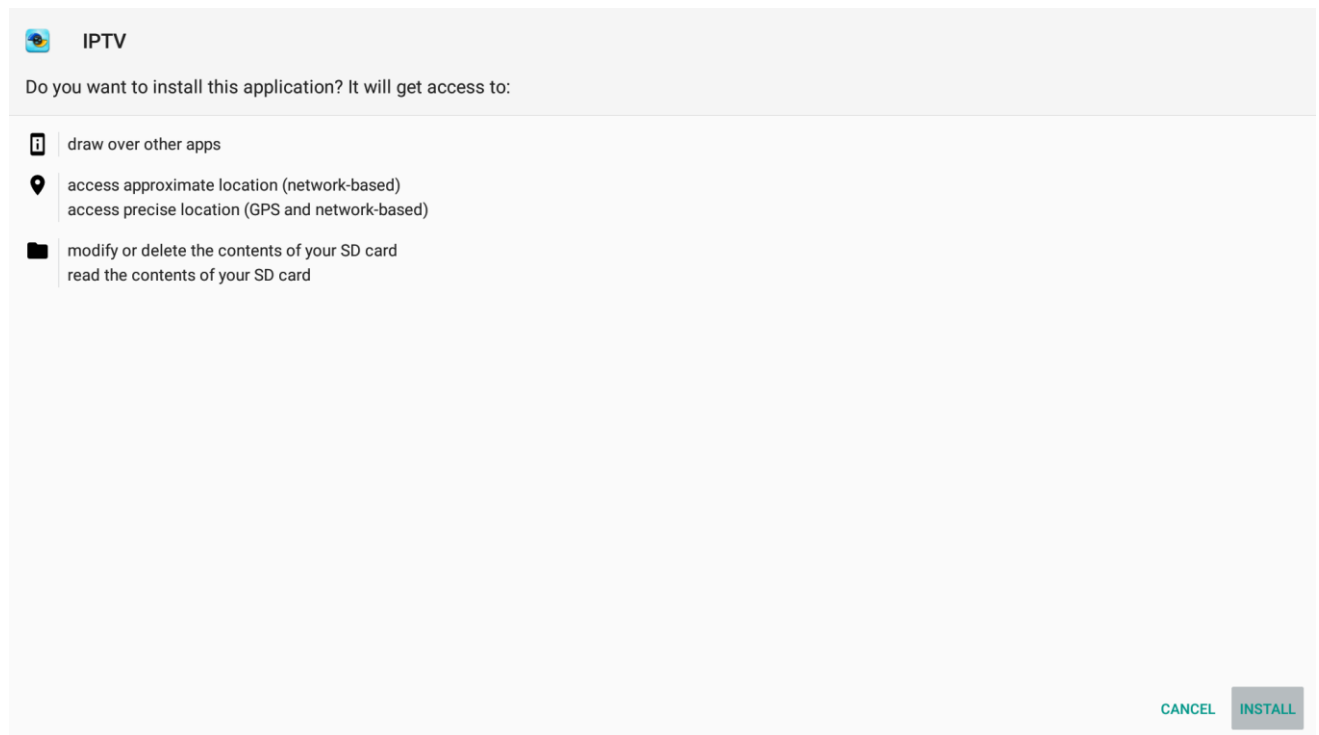 IPTV
Do you want to install this application? It will get access to:
draw over other apps
access approximate location (network-based)
access precise location (GPS and network-based)
modify or delete the contents of your SD card
read the contents of your SD card
CANCEL INSTALL